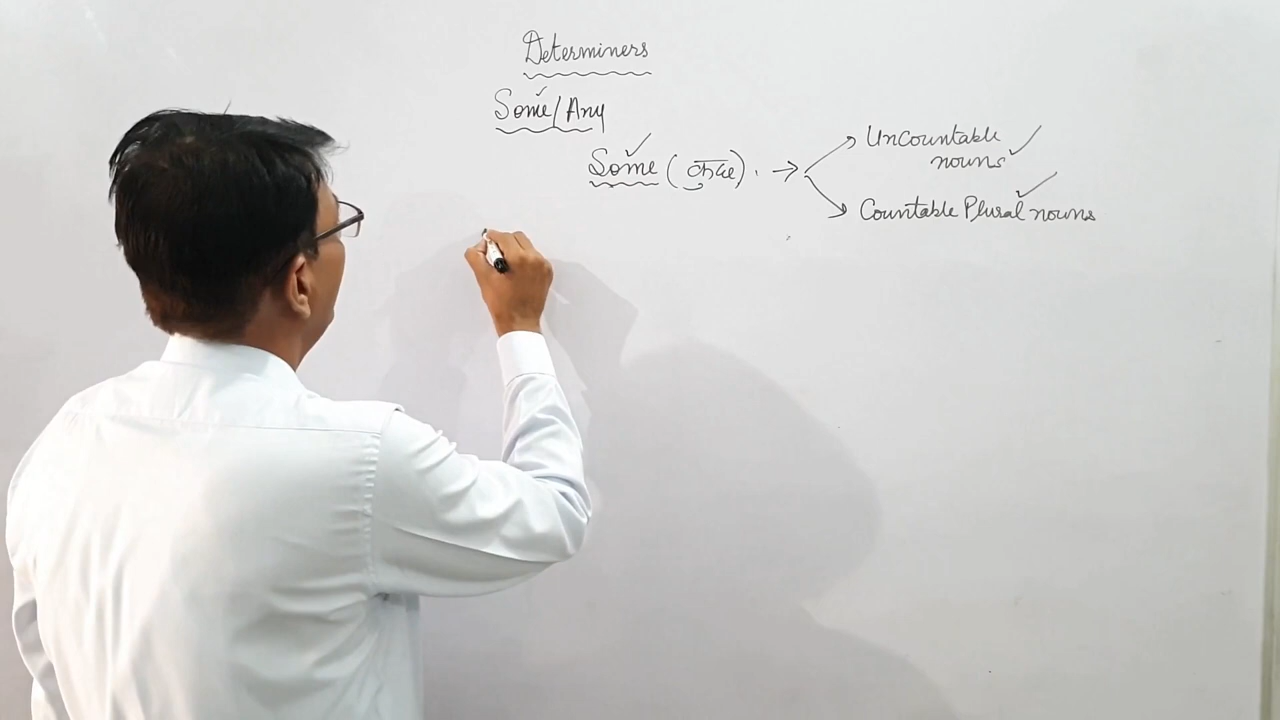 Determiners
Some/Any
Some (कुछ). →
Uncountable
nouns
Countable Plural nouns